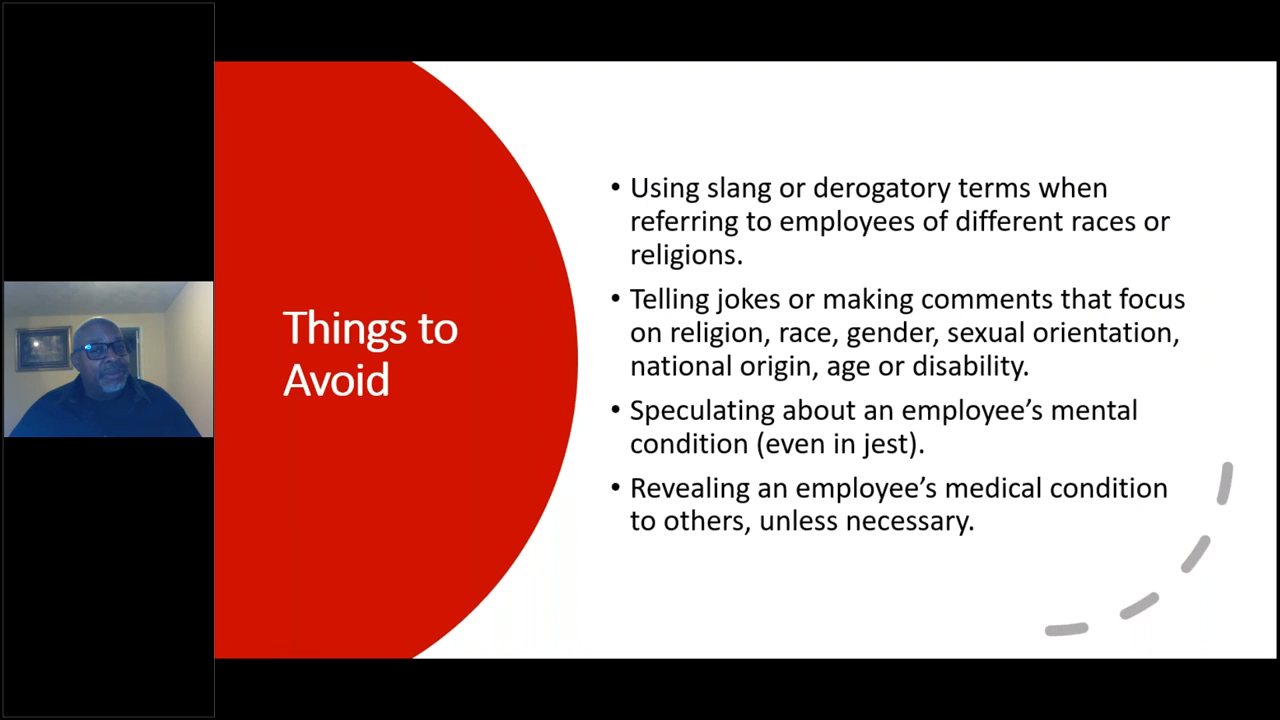 Things to
Avoid
• Using slang or derogatory terms when
referring to employees of different races or
religions.
• Telling jokes or making comments that focus
on religion, race, gender, sexual orientation,
national origin, age or disability.
• Speculating about an employee’s mental
condition (even in jest).
• Revealing an employee’s medical condition
to others, unless necessary.